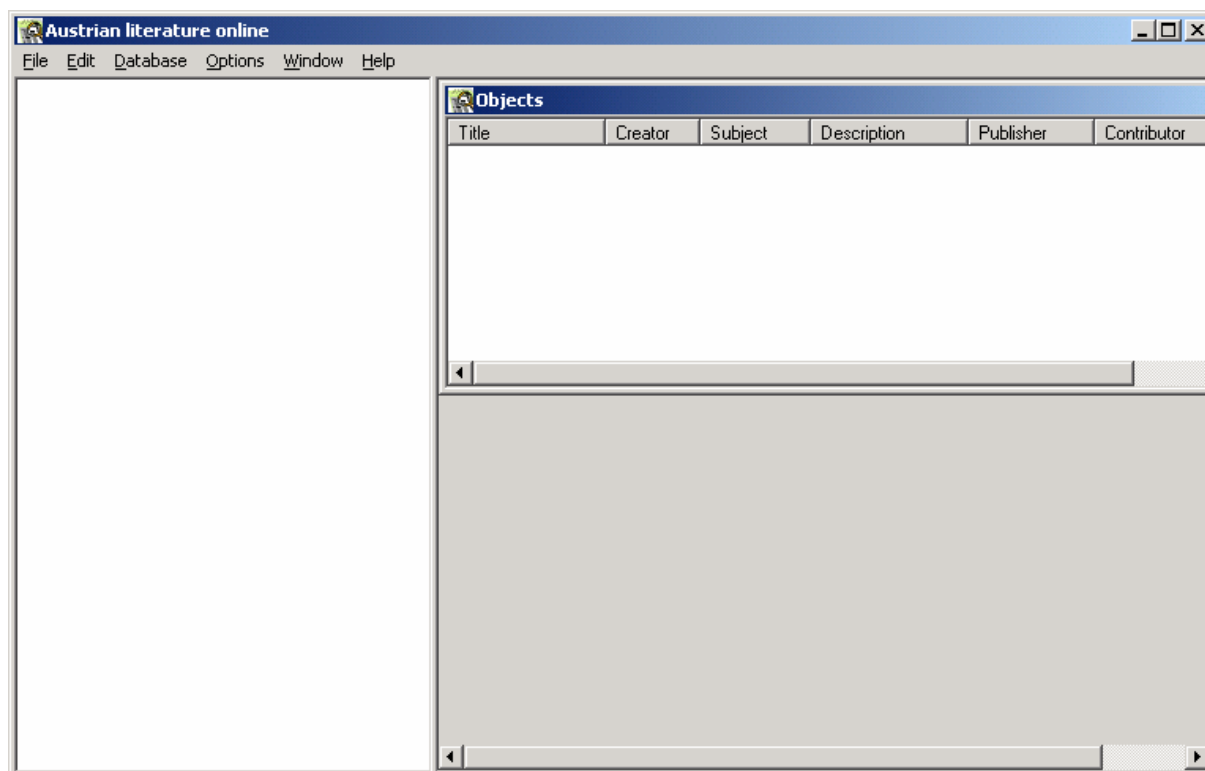 Austrian literature online
File Edit Database Options Window Help
Objects
Title Creator Subject Description Publisher Contributor